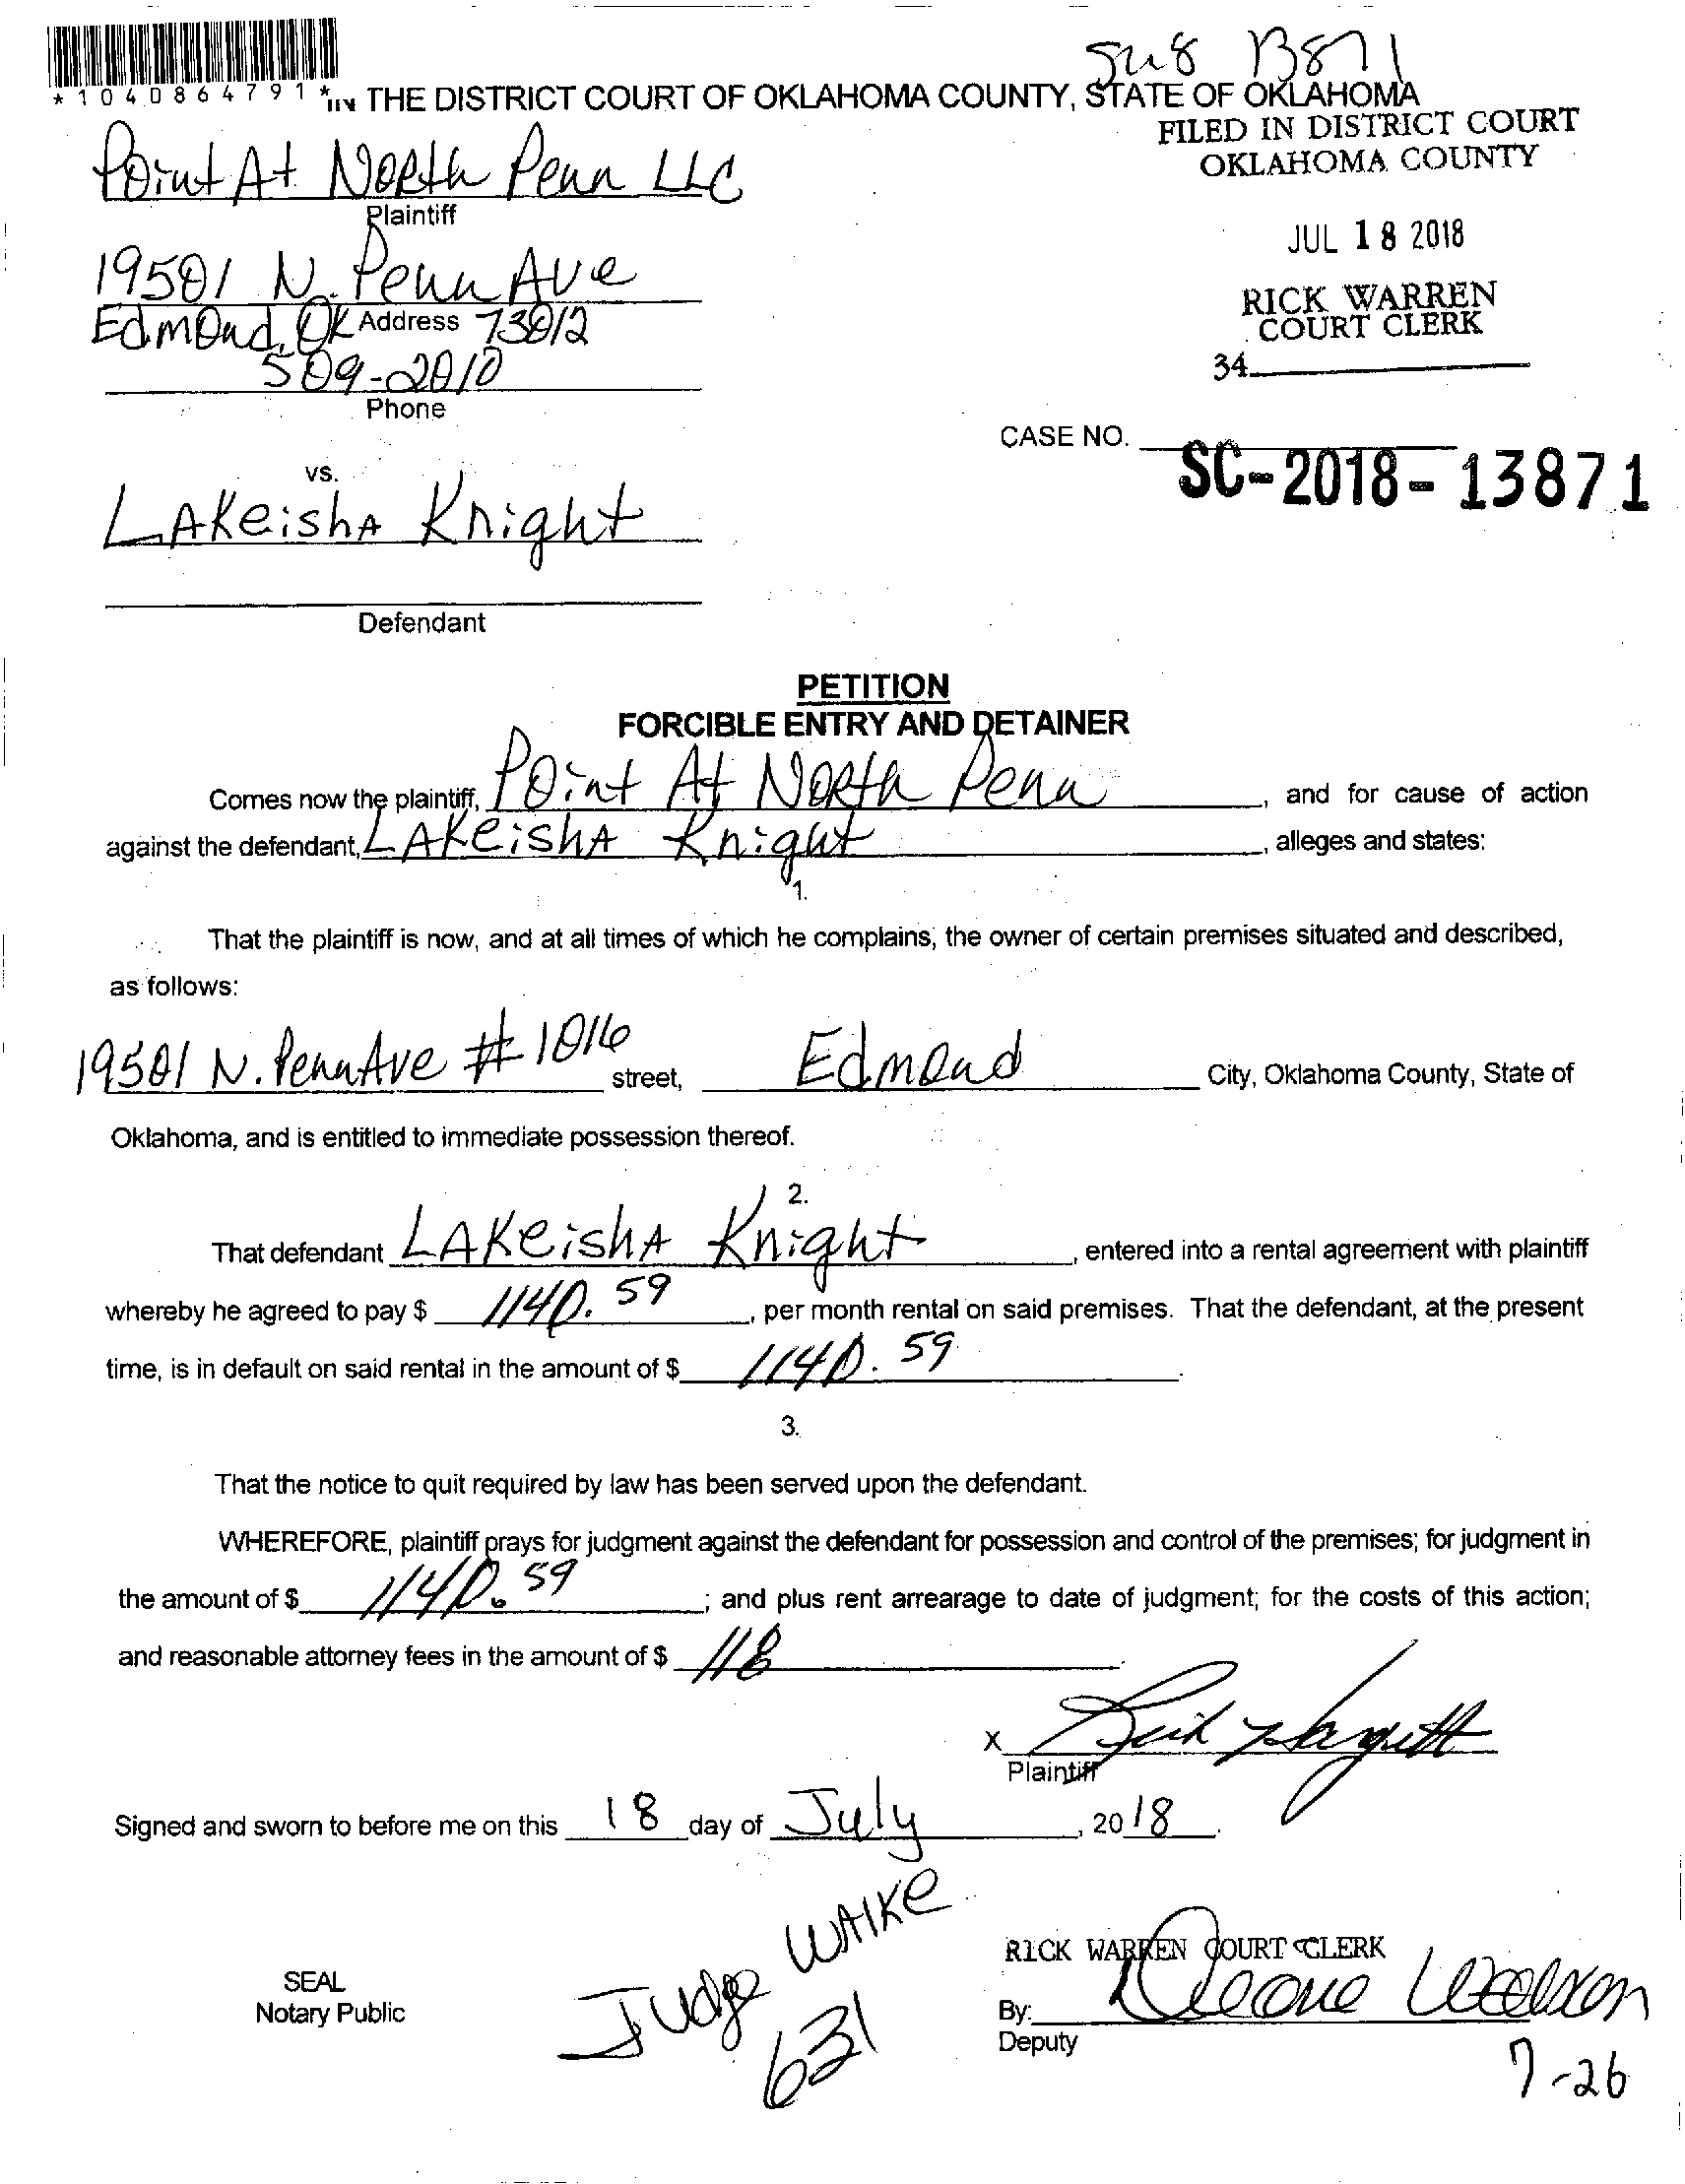 SC18 13871
*1040864791*
IN THE DISTRICT COURT OF OKLAHOMA COUNTY, STATE OF OKLAHOMA
FILED IN DISTRICT COURT
OKLAHOMA COUNTY
Point At North Penn LLC
Plaintiff
JUL 18 2018
19501 N. Penn Ave
RICK WARREN
COURT CLERK
Edmond, OK Address 73012
34
509-2010
Phone
CASE NO. SC-2018-13871
vs.
LAKeishA Knight
Defendant
PETITION
FORCIBLE ENTRY AND DETAINER
Comes now the plaintiff, Point At North Penn, and for cause of action
against the defendant, LAKeishA Knight, alleges and states:
1.
That the plaintiff is now, and at all times of which he complains, the owner of certain premises situated and described,
as follows:
19501 N. Penn Ave # 1016 street, Edmond City, Oklahoma County, State of
Oklahoma, and is entitled to immediate possession thereof.
2.
That defendant LAKeishA Knight, entered into a rental agreement with plaintiff
whereby he agreed to pay $ 1140.59, per month rental on said premises. That the defendant, at the present
time, is in default on said rental in the amount of $ 1140.59.
3.
That the notice to quit required by law has been served upon the defendant.
WHEREFORE, plaintiff prays for judgment against the defendant for possession and control of the premises; for judgment in
the amount of $ 1140.59; and plus rent arrearage to date of judgment; for the costs of this action;
and reasonable attorney fees in the amount of $ 118
X
Plaintiff
Signed and sworn to before me on this 18 day of July, 2018.
Judge WAlKe
631
RICK WARREN COURT CLERK
SEAL
Notary Public
By:
Deputy
7-26